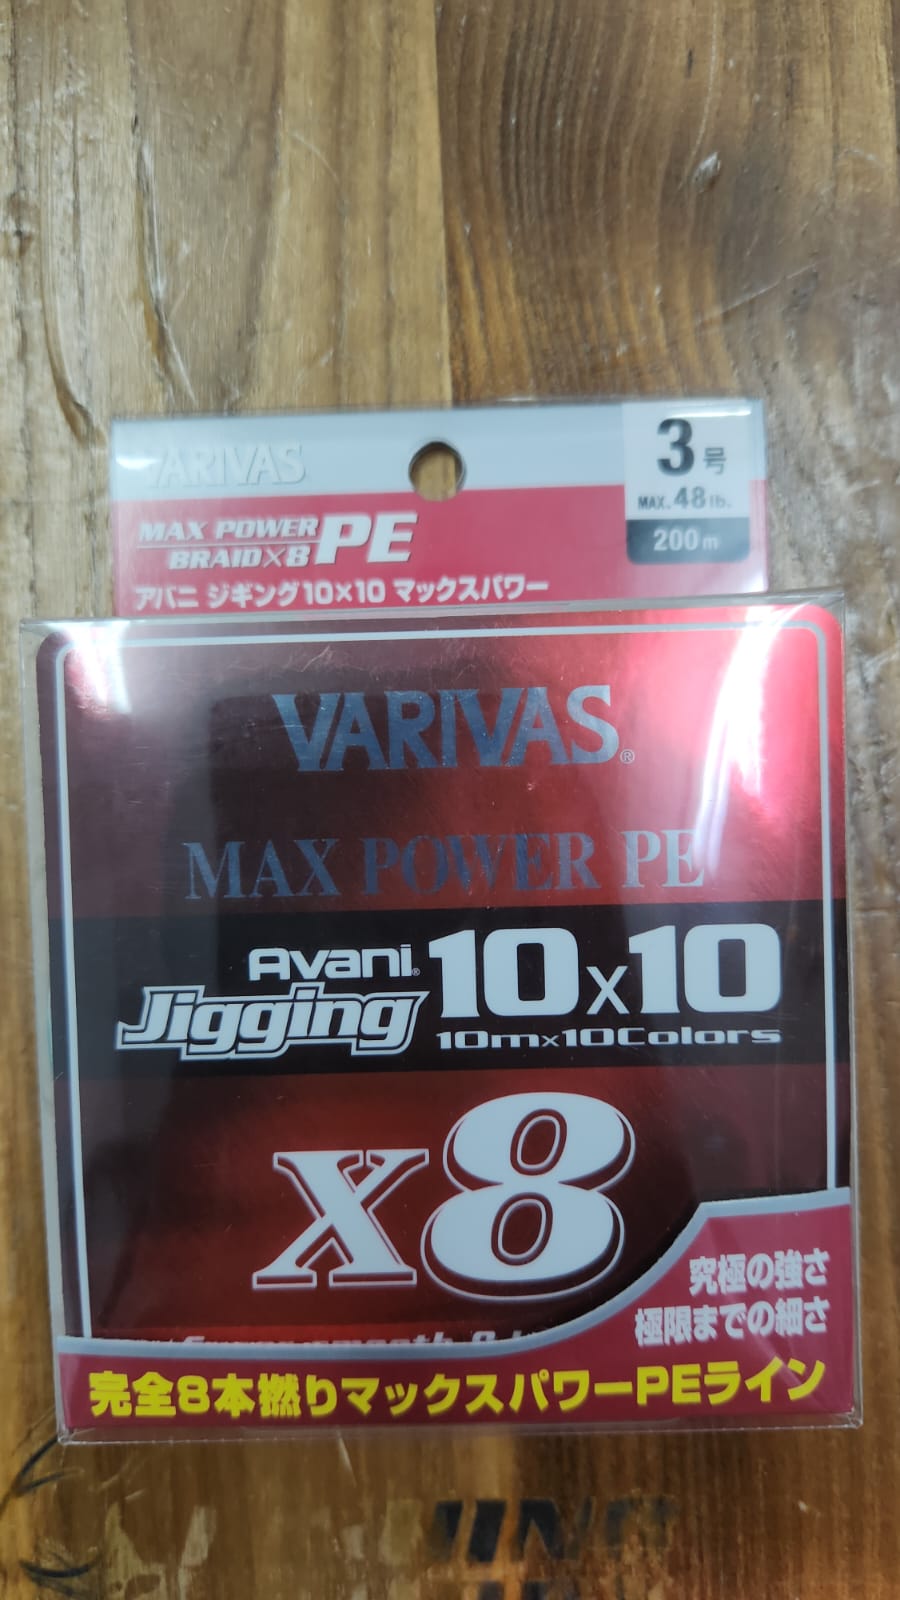 VARIVAS
3号
MAX.48lb.
200m
MAX POWER
BRAID×8 PE
アバニ ジギング10×10 マックスパワー
VARIVAS®
MAX POWER PE
Avani®
Jigging 10x10
10m×10Colors
x8
究極の強さ
極限までの細さ
完全8本撚りマックスパワーPEライン